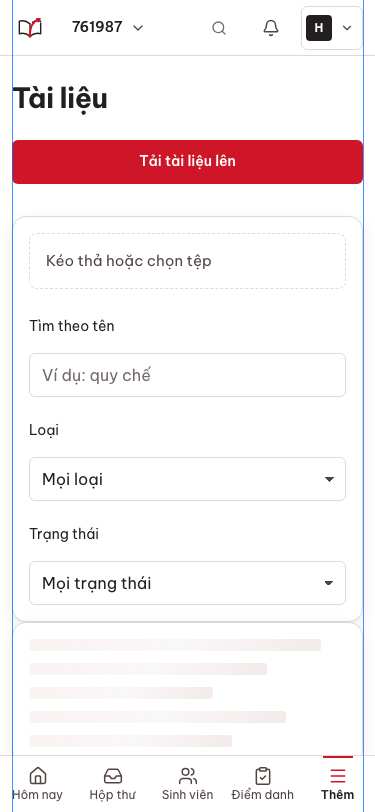 761987
H
Tài liệu
Tải tài liệu lên
Kéo thả hoặc chọn tệp
Tìm theo tên
Ví dụ: quy chế
Loại
Mọi loại
Trạng thái
Mọi trạng thái
Hôm nay
Hộp thư
Sinh viên
Điểm danh
Thêm